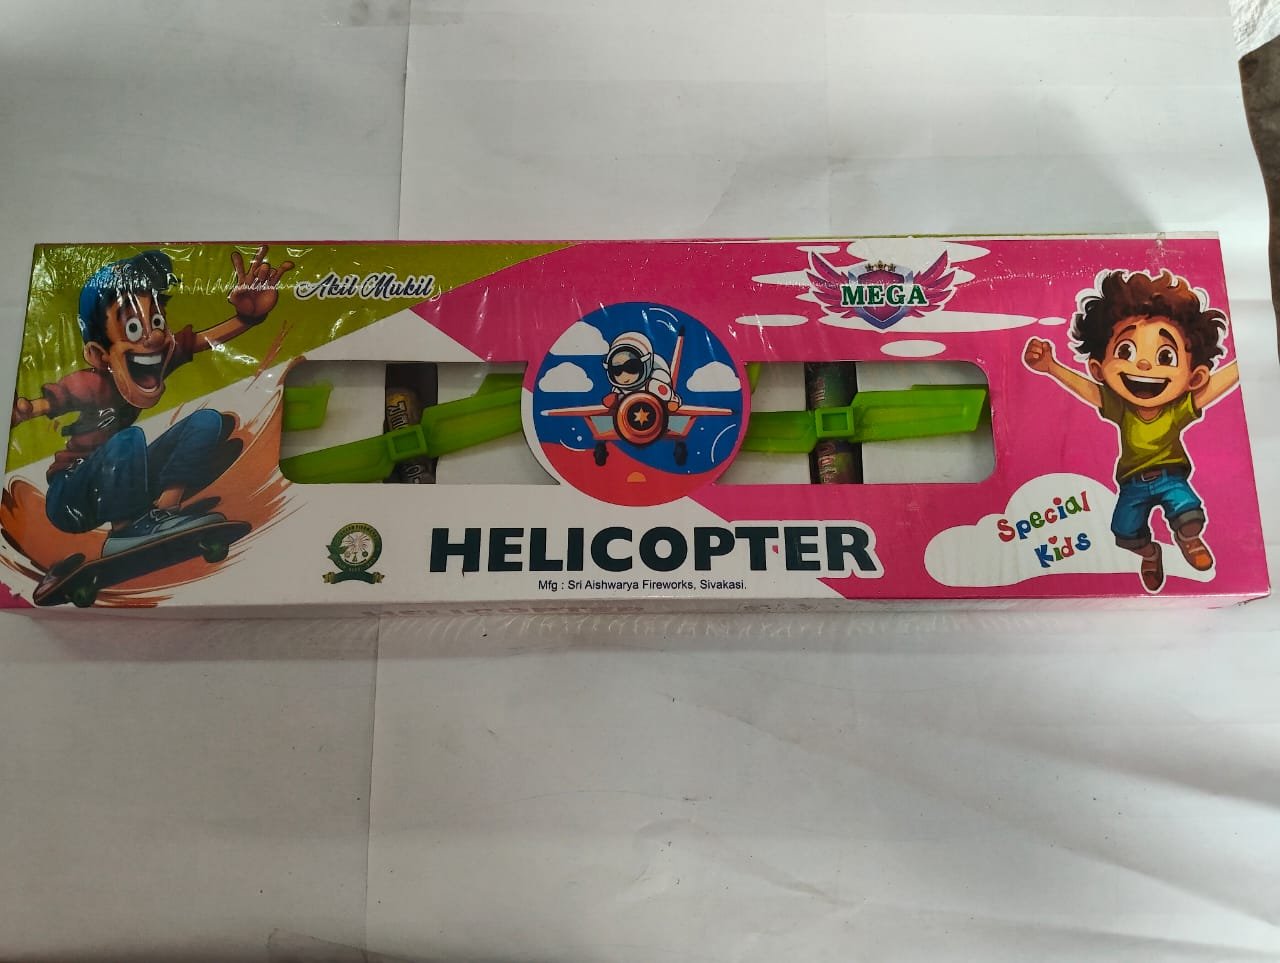 Akil Mukil
MEGA
Special
Kids
HELICOPTER
Mfg : Sri Aishwarya Fireworks, Sivakasi.